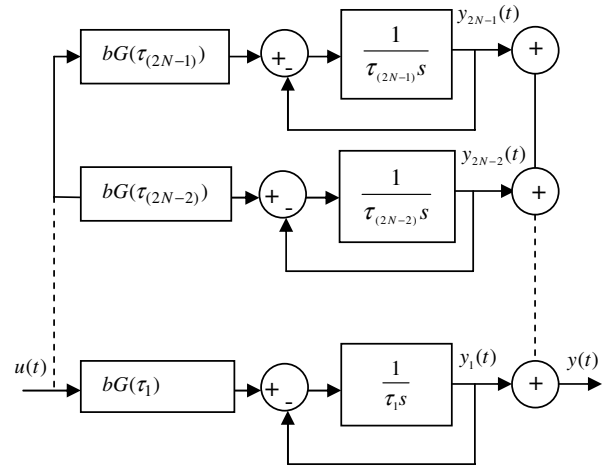 y_{2N-1}(t)
bG(τ_{(2N-1)}) + - 1/(τ_{(2N-1)}s) +
y_{2N-2}(t)
bG(τ_{(2N-2)}) + - 1/(τ_{(2N-2)}s) +
u(t) y_1(t) y(t)
bG(τ_1) + - 1/(τ_1s) +